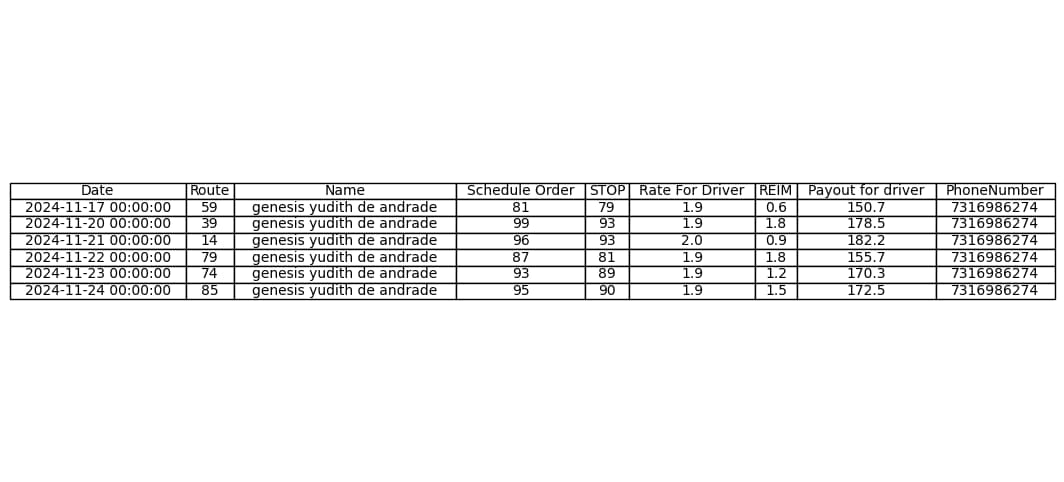 Date Route Name Schedule Order STOP Rate For Driver REIM Payout for driver PhoneNumber
2024-11-17 00:00:00 59 genesis yudith de andrade 81 79 1.9 0.6 150.7 7316986274
2024-11-20 00:00:00 39 genesis yudith de andrade 99 93 1.9 1.8 178.5 7316986274
2024-11-21 00:00:00 14 genesis yudith de andrade 96 93 2.0 0.9 182.2 7316986274
2024-11-22 00:00:00 79 genesis yudith de andrade 87 81 1.9 1.8 155.7 7316986274
2024-11-23 00:00:00 74 genesis yudith de andrade 93 89 1.9 1.2 170.3 7316986274
2024-11-24 00:00:00 85 genesis yudith de andrade 95 90 1.9 1.5 172.5 7316986274